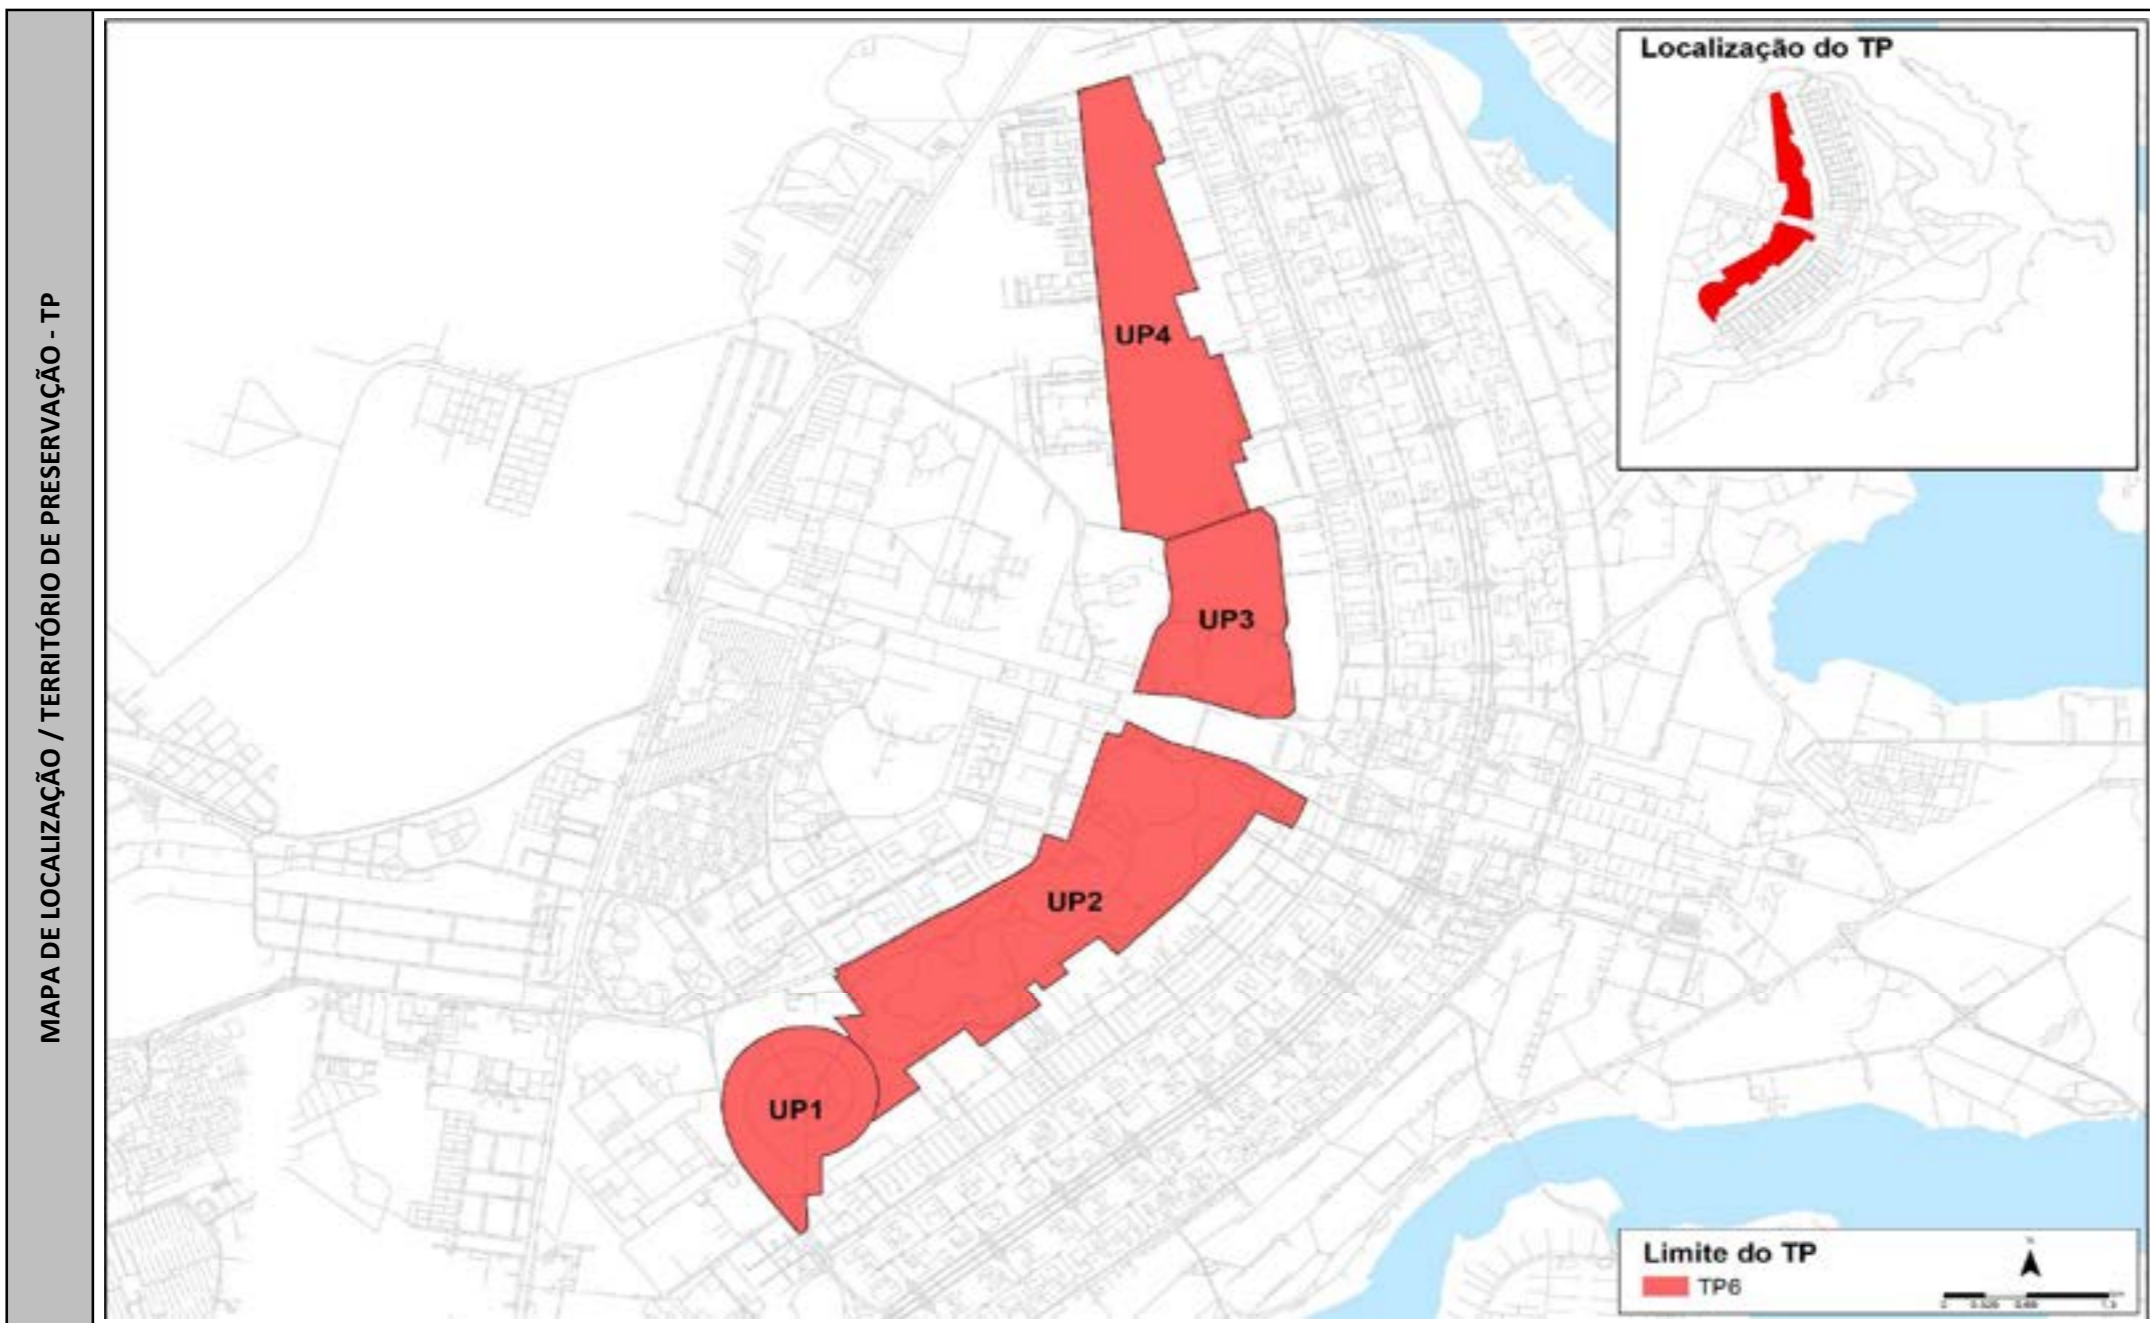 MAPA DE LOCALIZAÇÃO / TERRITÓRIO DE PRESERVAÇÃO - TP
Localização do TP
UP4
UP3
UP2
UP1
Limite do TP
TP6